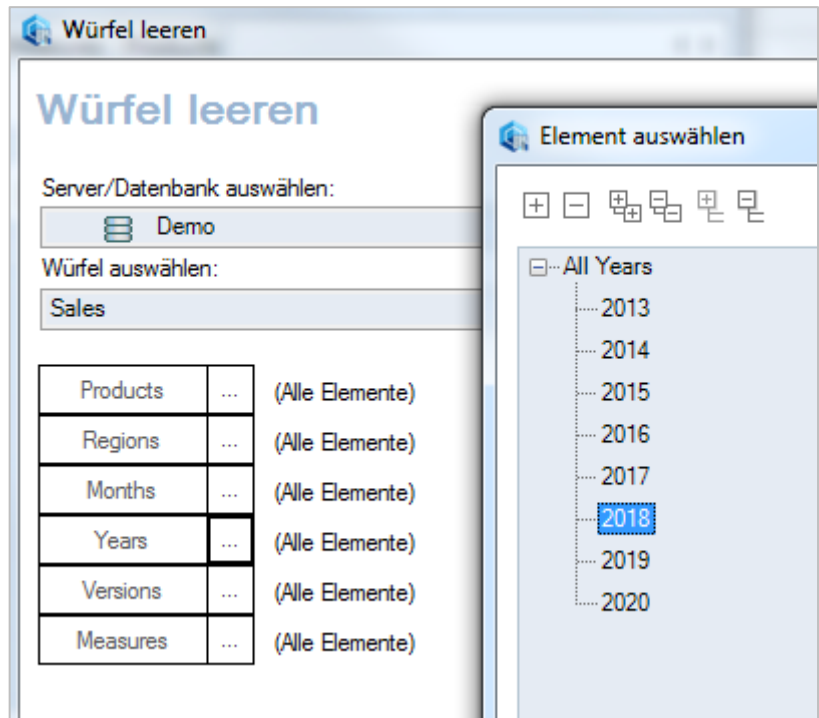 Würfel leeren
Würfel leeren
Server/Datenbank auswählen:
Demo
Würfel auswählen:
Sales
Products ... (Alle Elemente)
Regions ... (Alle Elemente)
Months ... (Alle Elemente)
Years ... (Alle Elemente)
Versions ... (Alle Elemente)
Measures ... (Alle Elemente)
Element auswählen
All Years
2013
2014
2015
2016
2017
2018
2019
2020